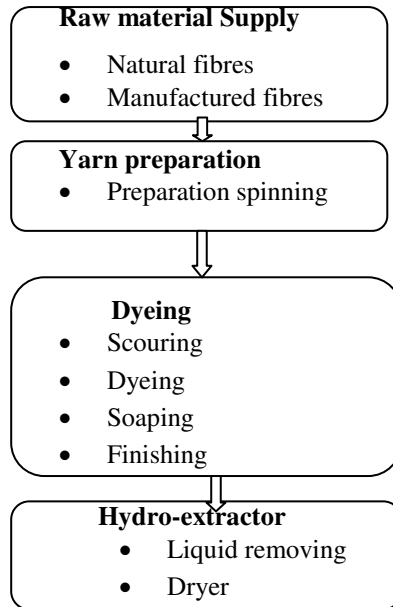 Raw material Supply
• Natural fibres
• Manufactured fibres
Yarn preparation
• Preparation spinning
Dyeing
• Scouring
• Dyeing
• Soaping
• Finishing
Hydro-extractor
• Liquid removing
• Dryer